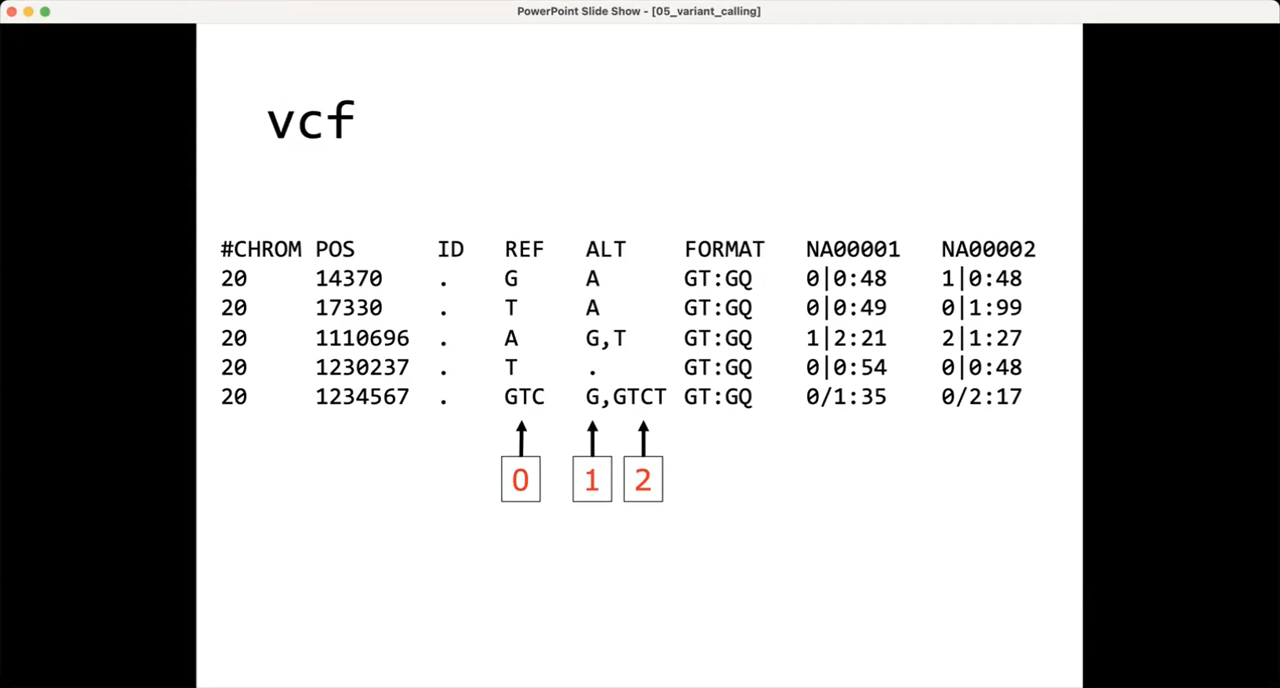 PowerPoint Slide Show - [05_variant_calling]
vcf
#CHROM POS ID REF ALT FORMAT NA00001 NA00002
20 14370 . G A GT:GQ 0|0:48 1|0:48
20 17330 . T A GT:GQ 0|0:49 0|1:99
20 1110696 . A G,T GT:GQ 1|2:21 2|1:27
20 1230237 . T . GT:GQ 0|0:54 0|0:48
20 1234567 . GTC G,GTCT GT:GQ 0/1:35 0/2:17
0 1 2